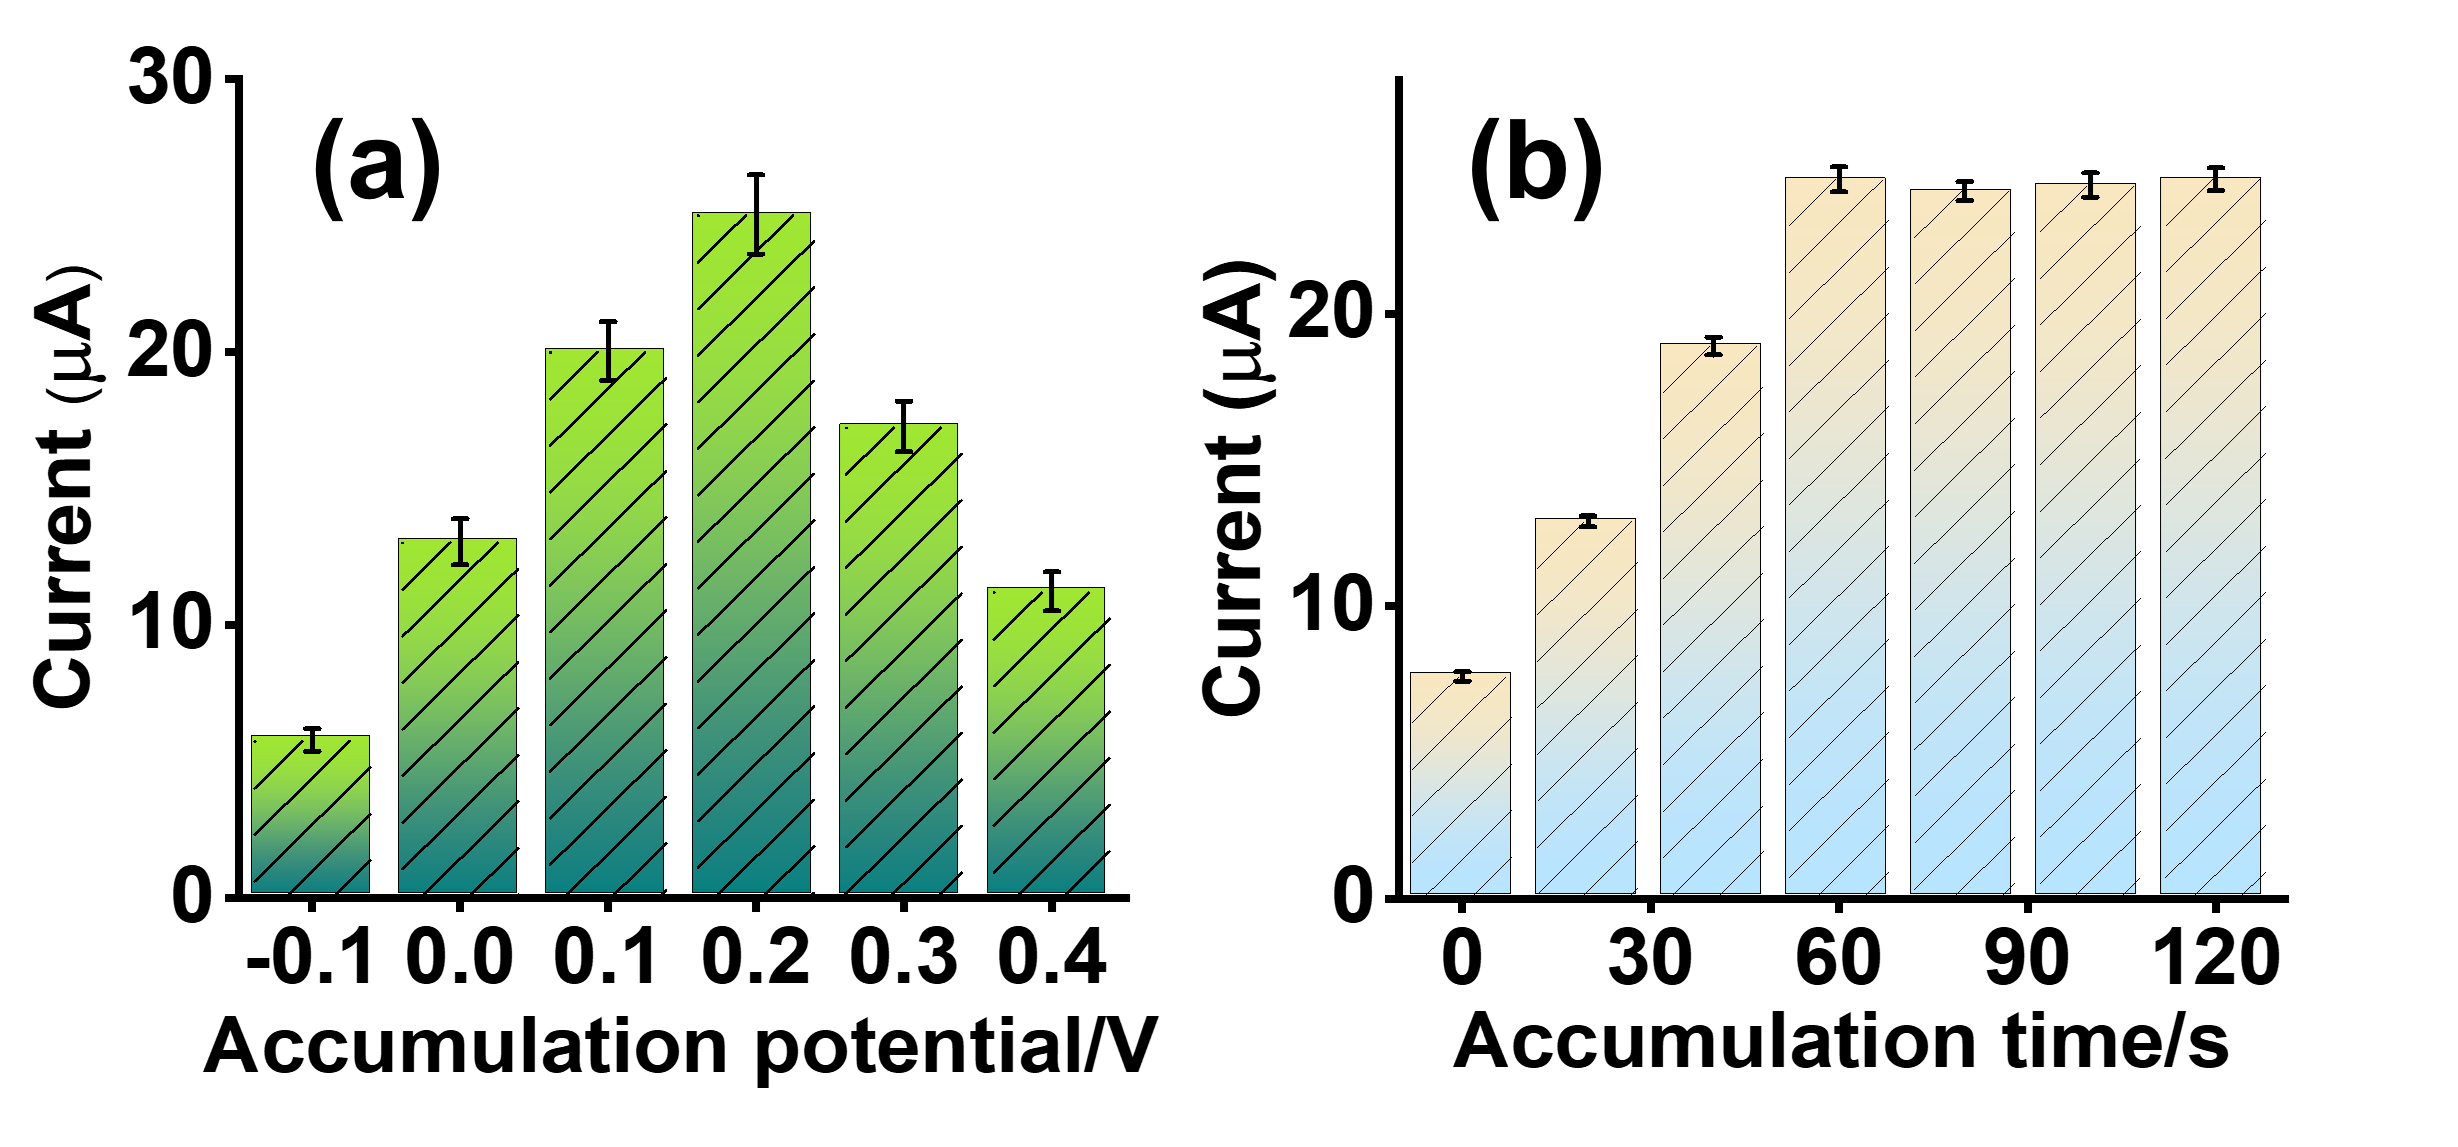 (a)
30
20
10
0
Current (μA)
-0.1 0.0 0.1 0.2 0.3 0.4
Accumulation potential/V
(b)
20
10
0
Current (μA)
0 30 60 90 120
Accumulation time/s